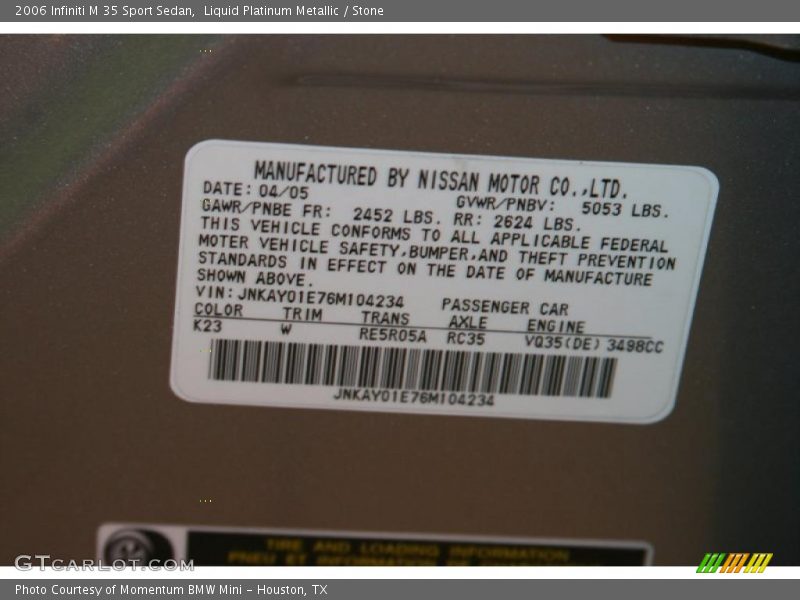 2006 Infiniti M 35 Sport Sedan,  Liquid Platinum Metallic / Stone
MANUFACTURED BY NISSAN MOTOR CO.,LTD.
DATE: 04/05 GVWR/PNBV: 5053 LBS.
GAWR/PNBE FR: 2452 LBS. RR: 2624 LBS.
THIS VEHICLE CONFORMS TO ALL APPLICABLE FEDERAL
MOTER VEHICLE SAFETY,BUMPER,AND THEFT PREVENTION
STANDARDS IN EFFECT ON THE DATE OF MANUFACTURE
SHOWN ABOVE.
VIN: JNKAY01E76M104234 PASSENGER CAR
COLOR TRIM TRANS AXLE ENGINE
K23 W RE5R05A RC35 VQ35(DE) 3498CC
JNKAY01E76M104234
TIRE AND LOADING INFORMATION
PNEU ET
GTCARLOT.COM
Photo Courtesy of Momentum BMW Mini - Houston, TX